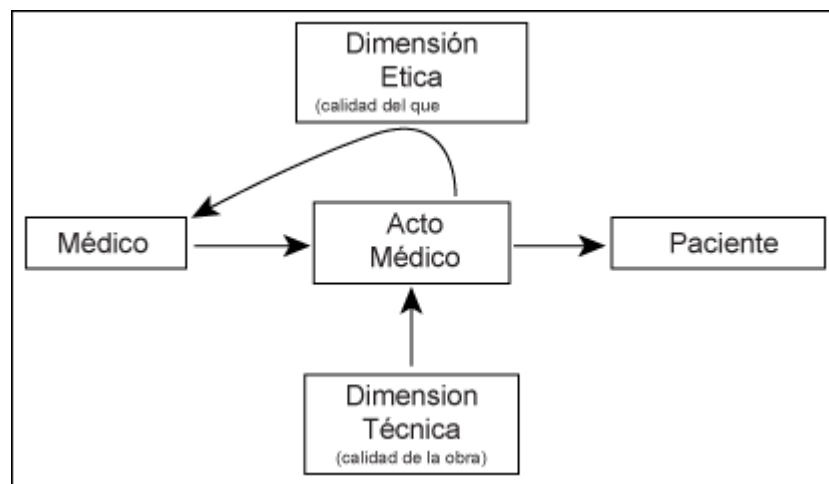 Dimensión
Etica
(calidad del que
Médico
Acto
Médico
Paciente
Dimension
Técnica
(calidad de la obra)